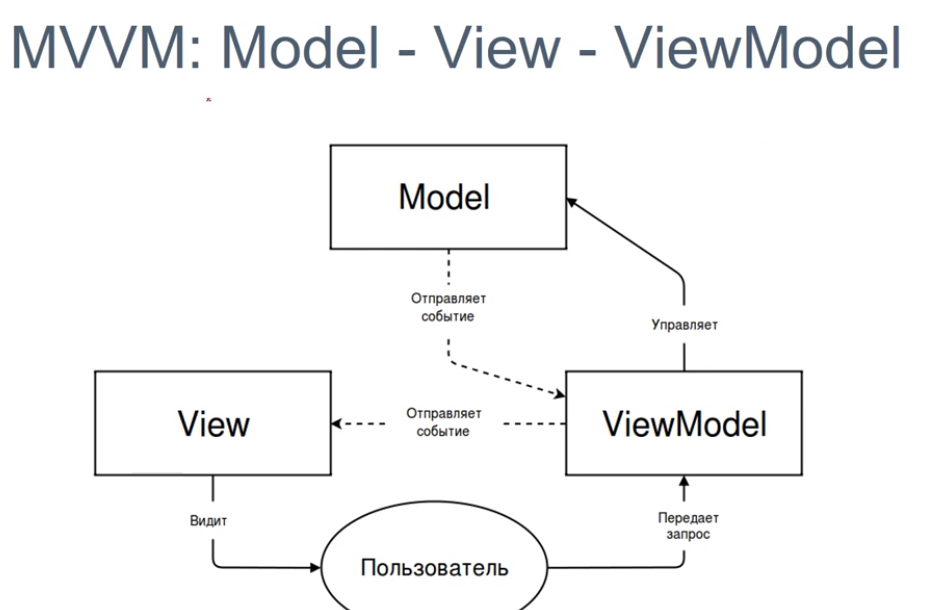 MVVM: Model - View - ViewModel
Model
Отправляет
событие
Управляет
View
Отправляет
событие
ViewModel
Видит
Передает
запрос
Пользователь